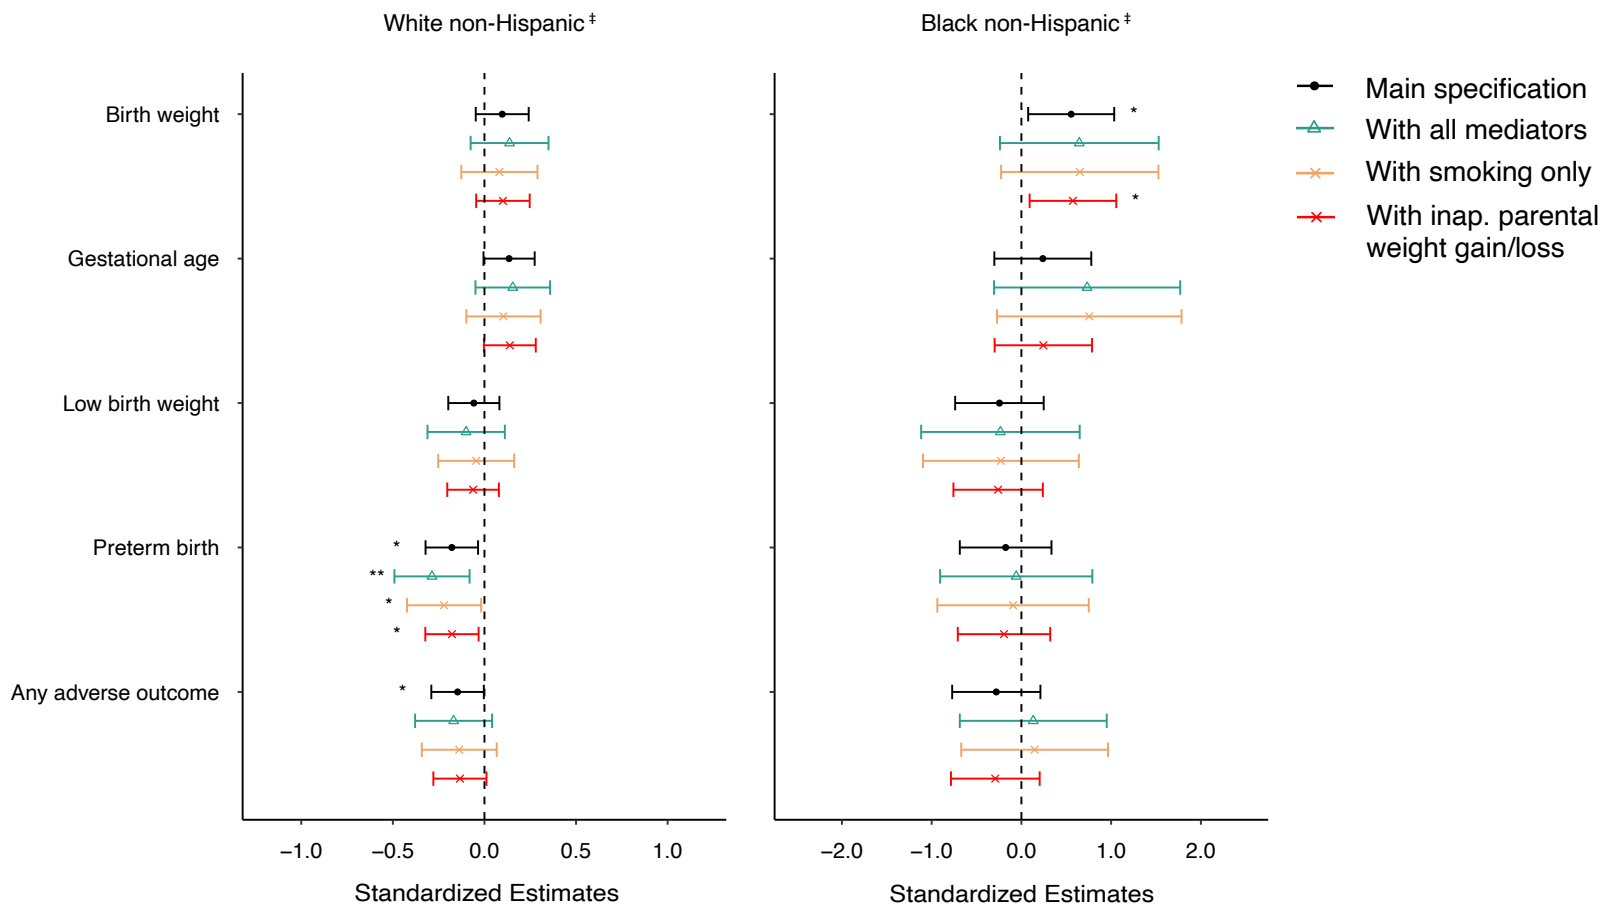 White non-Hispanic ‡
Black non-Hispanic ‡
Main specification
With all mediators
With smoking only
With inap. parental
weight gain/loss
Birth weight
*
*
Gestational age
Low birth weight
Preterm birth
*
**
*
*
Any adverse outcome
*
−1.0 −0.5 0.0 0.5 1.0
−2.0 −1.0 0.0 1.0 2.0
Standardized Estimates
Standardized Estimates